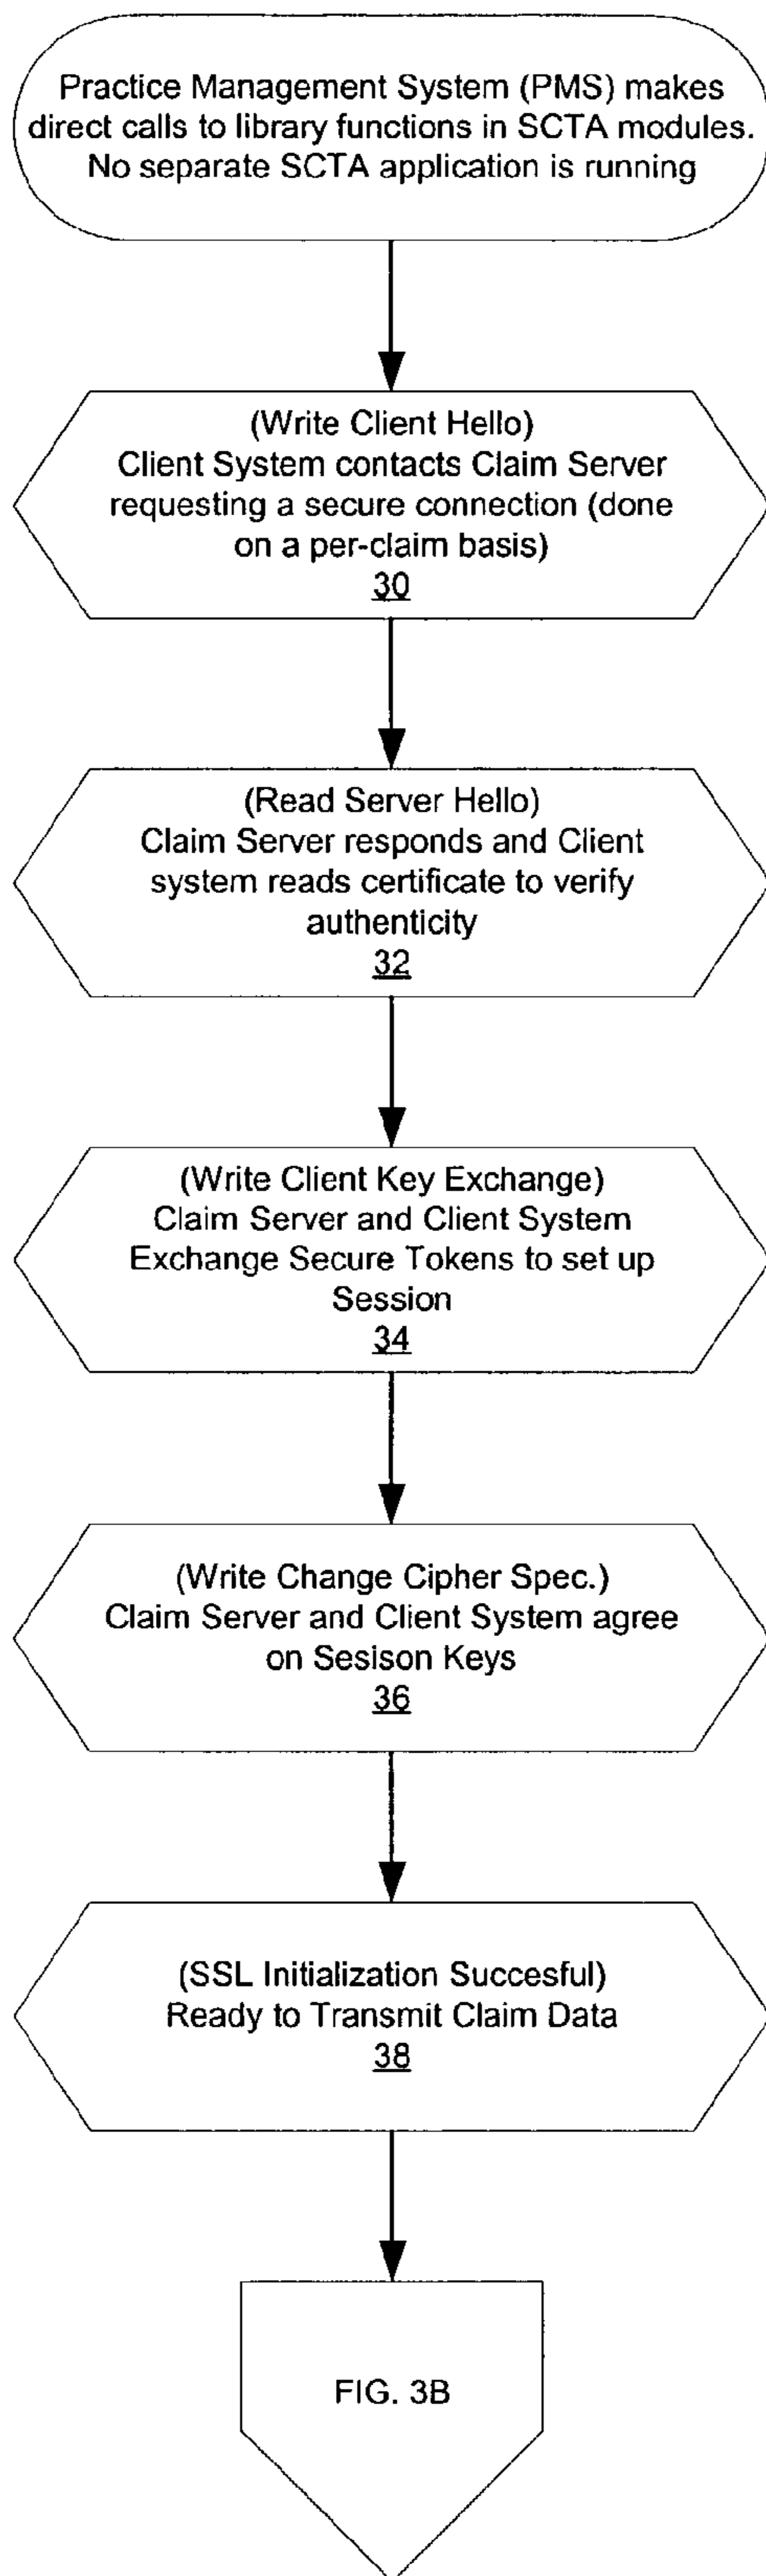 Practice Management System (PMS) makes
direct calls to library functions in SCTA modules.
No separate SCTA application is running
(Write Client Hello)
Client System contacts Claim Server
requesting a secure connection (done
on a per-claim basis)
30
(Read Server Hello)
Claim Server responds and Client
system reads certificate to verify
authenticity
32
(Write Client Key Exchange)
Claim Server and Client System
Exchange Secure Tokens to set up
Session
34
(Write Change Cipher Spec.)
Claim Server and Client System agree
on Sesison Keys
36
(SSL Initialization Succesful)
Ready to Transmit Claim Data
38
FIG. 3B